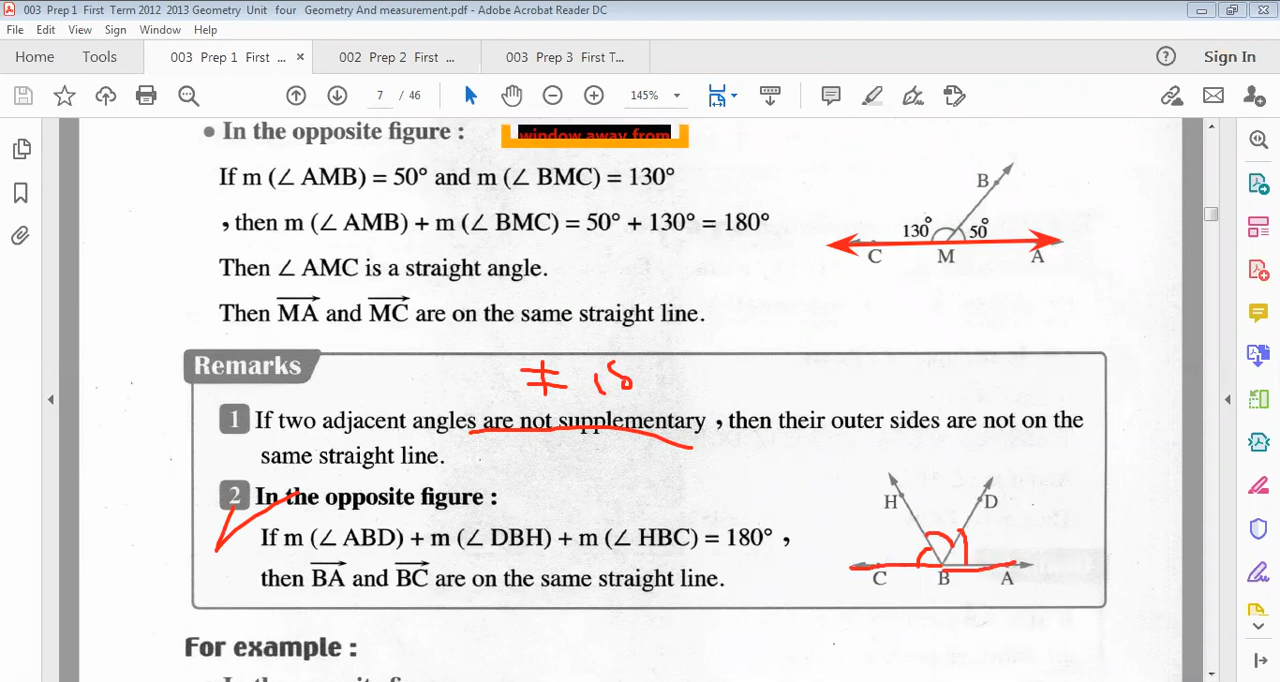 003 Prep 1 First Term 2012 2013 Geometry Unit four Geometry And measurement.pdf - Adobe Acrobat Reader DC
File Edit View Sign Window Help
Home Tools 003 Prep 1 First ... × 002 Prep 2 First ... 003 Prep 3 First T... Sign In
7 / 46 145%
• In the opposite figure :
window away from
If m (∠ AMB) = 50° and m (∠ BMC) = 130°
, then m (∠ AMB) + m (∠ BMC) = 50° + 130° = 180°
Then ∠ AMC is a straight angle.
Then MA and MC are on the same straight line.
B
130° 50°
C M A
Remarks
≠ 18
1 If two adjacent angles are not supplementary , then their outer sides are not on the
same straight line.
2 In the opposite figure :
If m (∠ ABD) + m (∠ DBH) + m (∠ HBC) = 180° ,
then BA and BC are on the same straight line.
H D
C B A
For example :